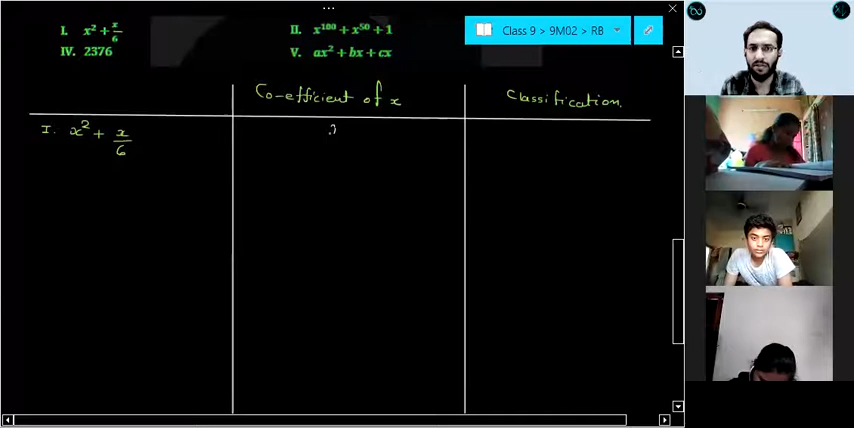 I. x² + x/6 II. x¹⁰⁰ + x⁵⁰ + 1
IV. 2376 V. ax² + bx + cx
Class 9 > 9M02 > RB
Co-efficient of x Classification.
I. x² + x/6